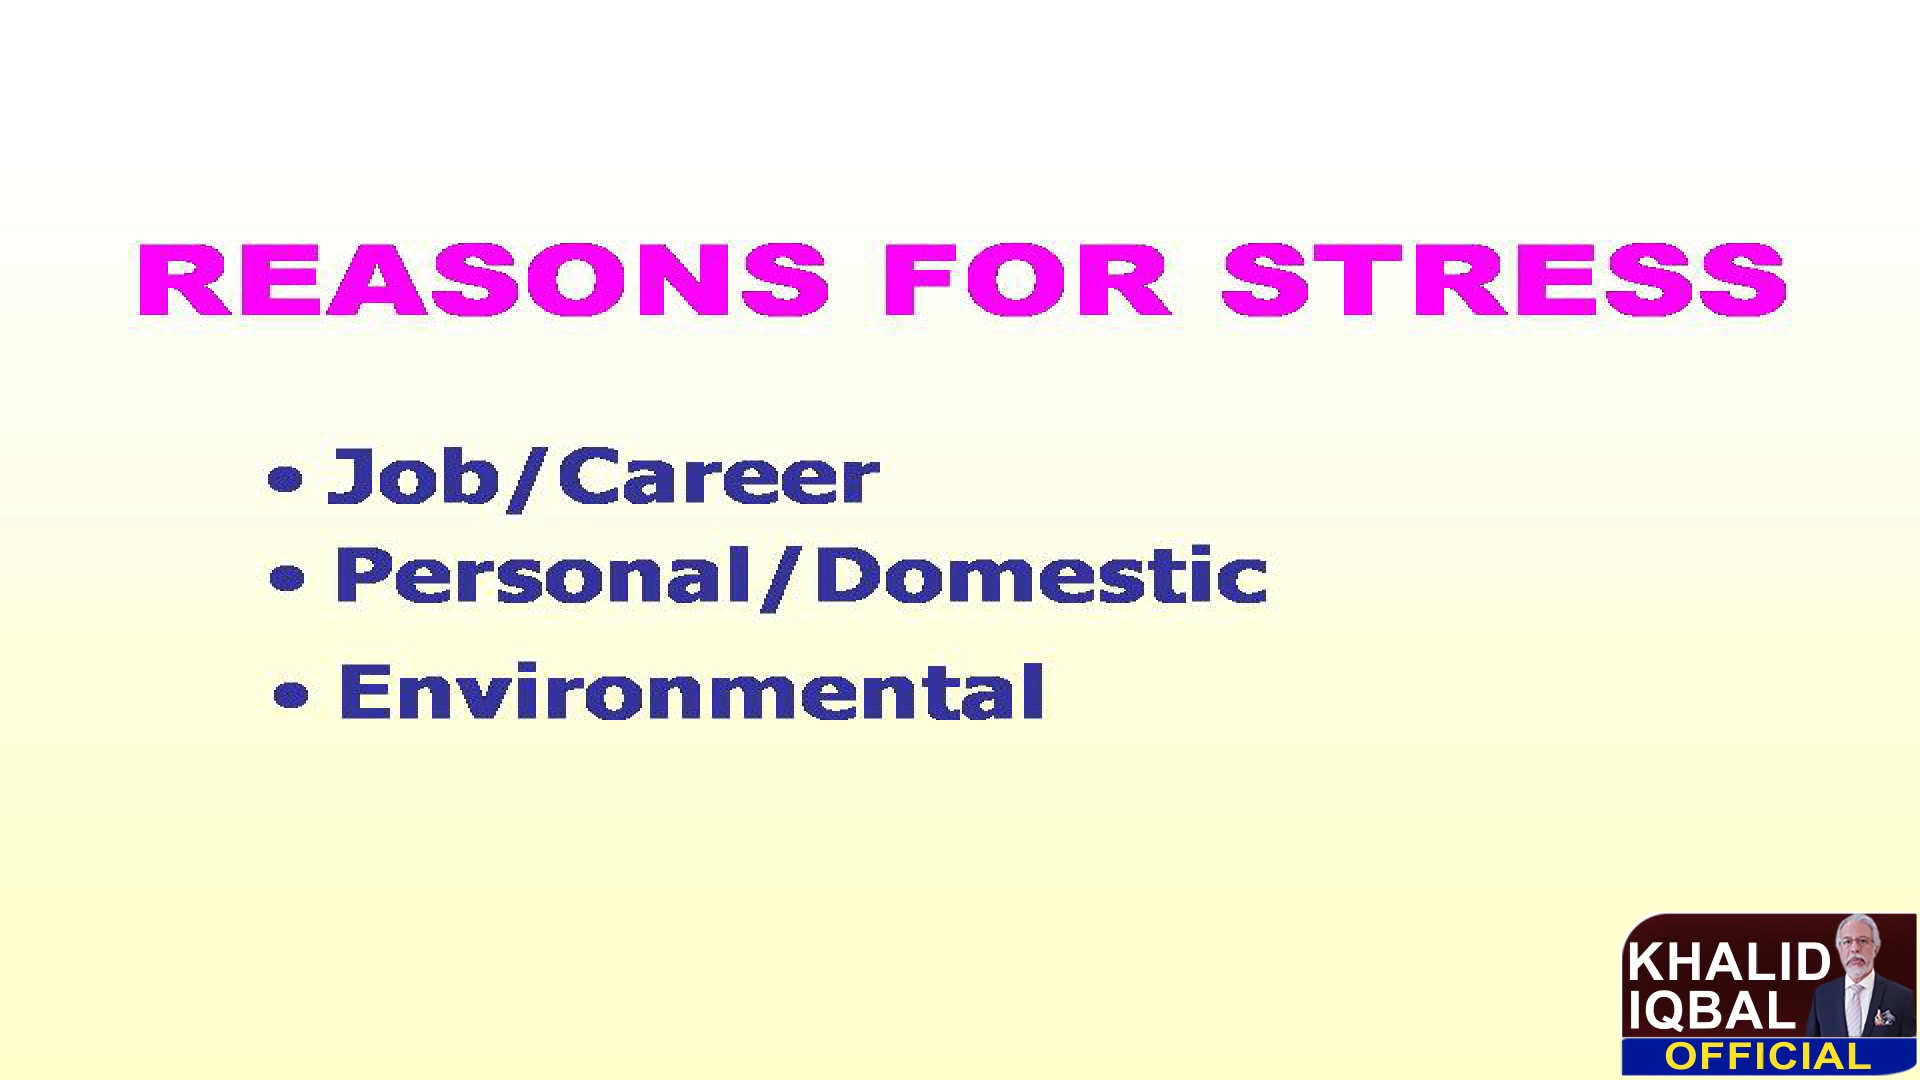 REASONS FOR STRESS
• Job/Career
• Personal/Domestic
• Environmental
KHALID
IQBAL
OFFICIAL